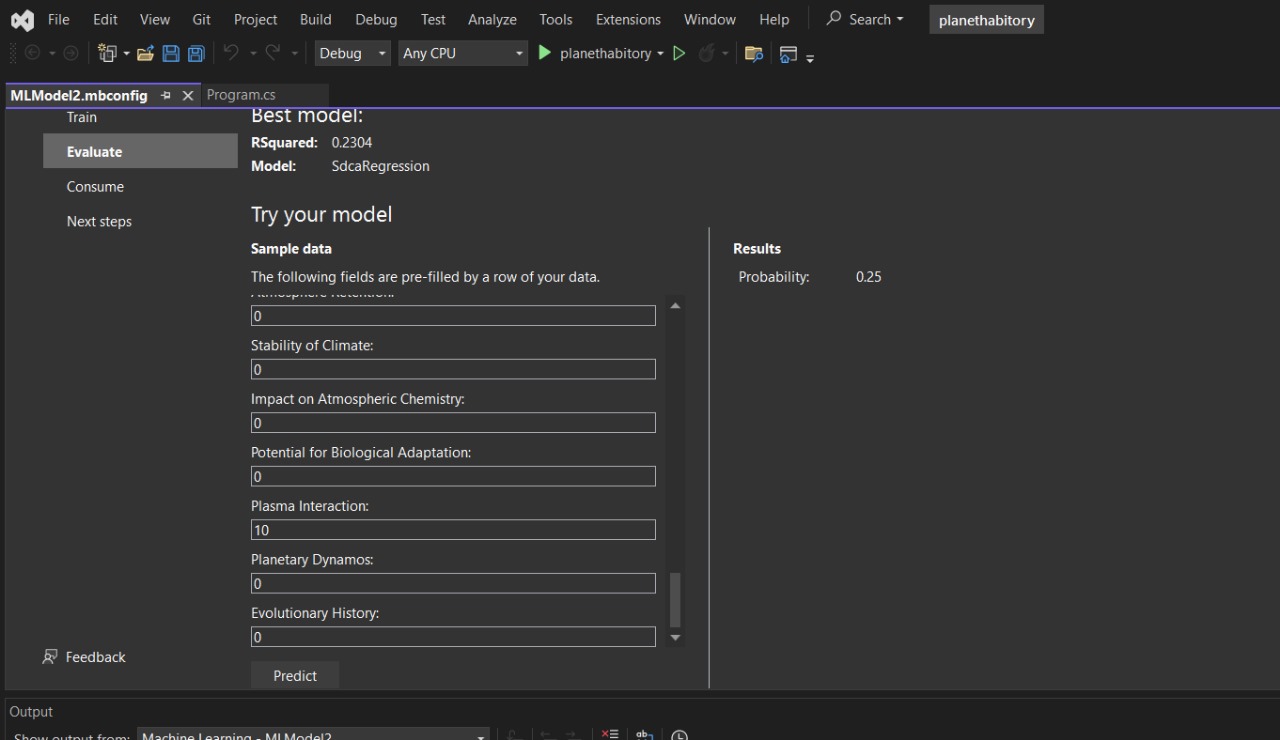 File Edit View Git Project Build Debug Test Analyze Tools Extensions Window Help Search planethabitory
Debug Any CPU planethabitory
MLModel2.mbconfig Program.cs
Train
Evaluate
Consume
Next steps
Best model:
RSquared: 0.2304
Model: SdcaRegression
Try your model
Sample data
The following fields are pre-filled by a row of your data.
Atmosphere Retention:
0
Stability of Climate:
0
Impact on Atmospheric Chemistry:
0
Potential for Biological Adaptation:
0
Plasma Interaction:
10
Planetary Dynamos:
0
Evolutionary History:
0
Predict
Results
Probability: 0.25
Feedback
Output
Show output from: Machine Learning - MLModel2